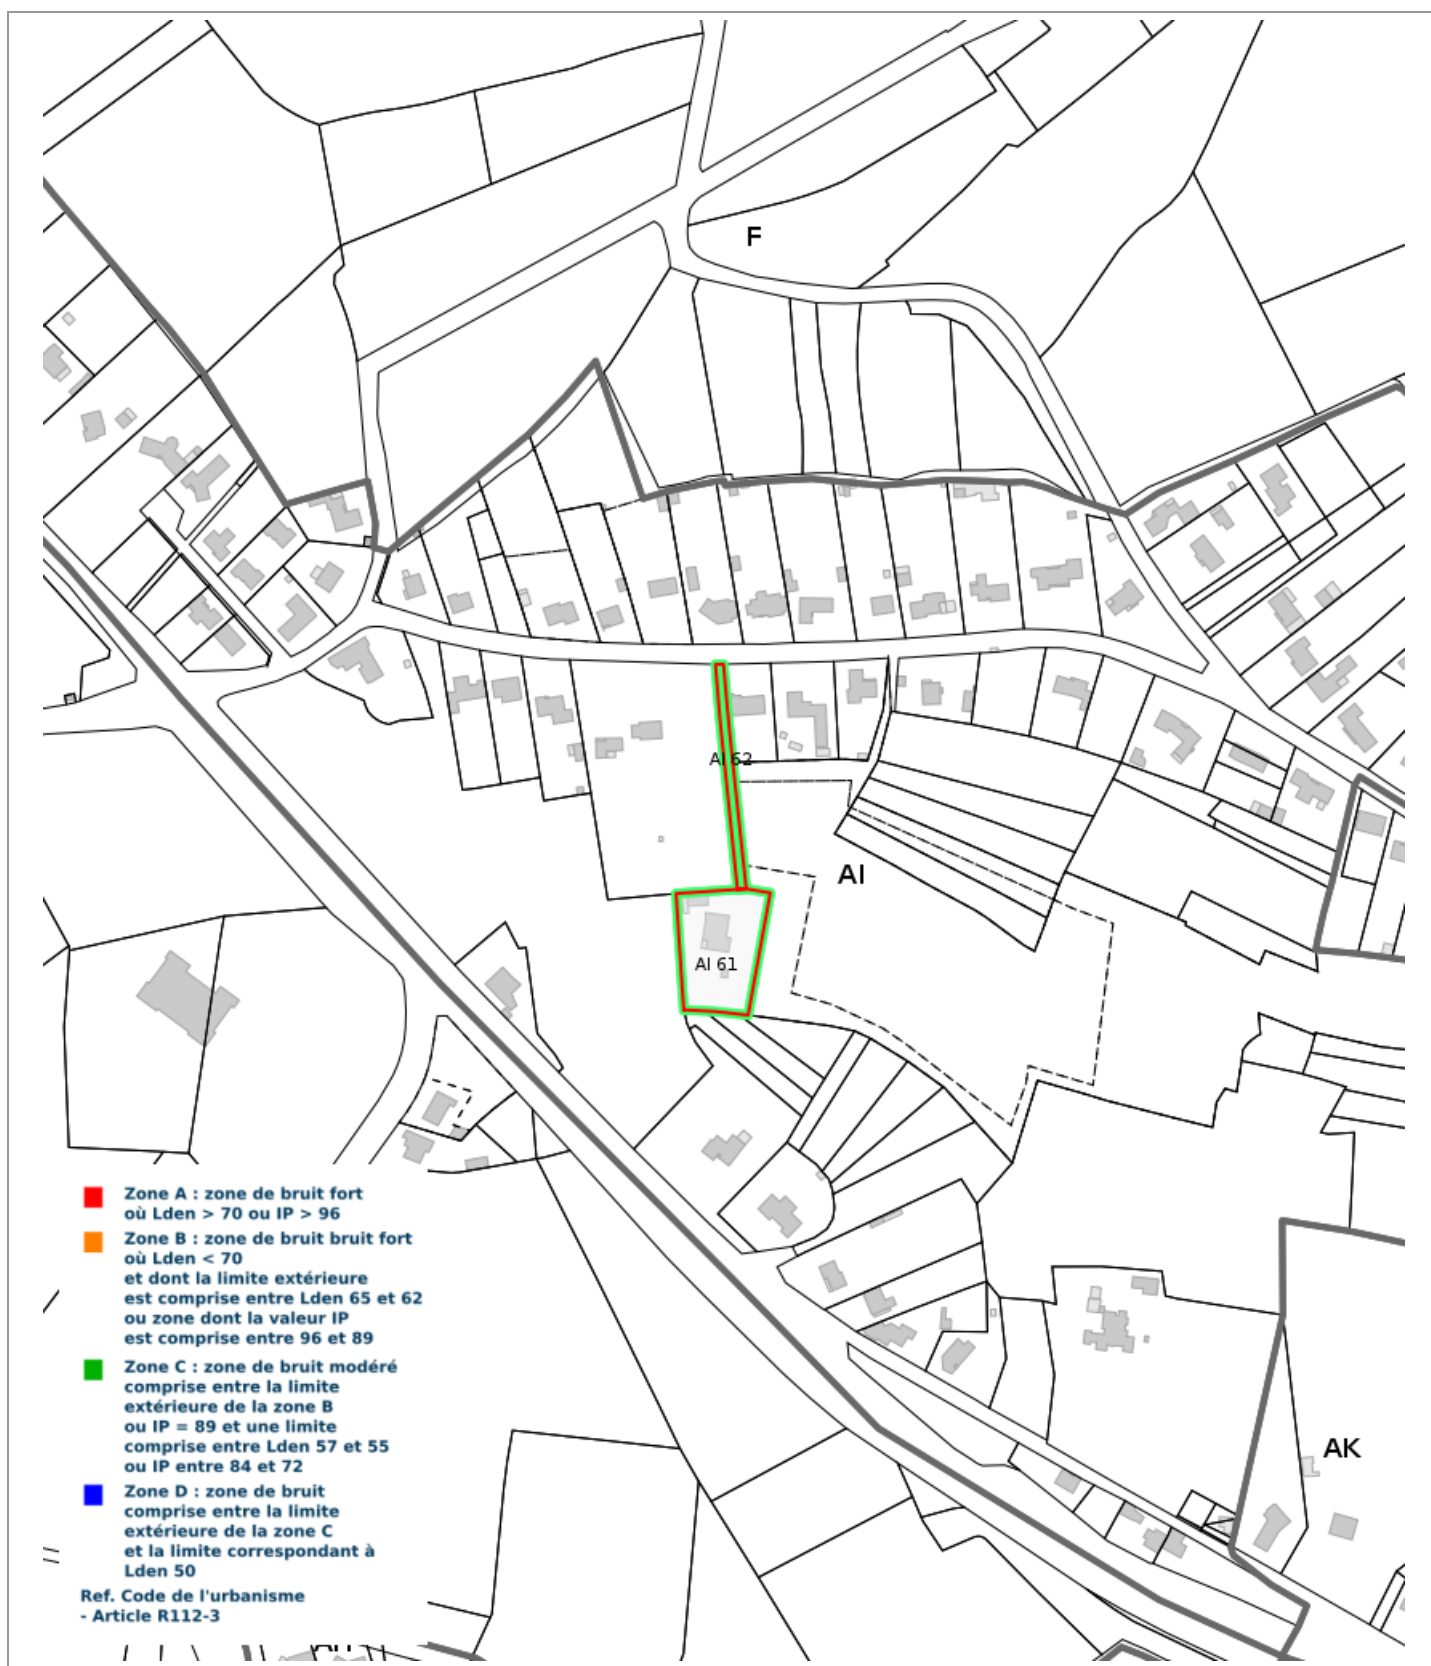 F
AI 62
AI
AI 61
Zone A : zone de bruit fort
où Lden > 70 ou IP > 96
Zone B : zone de bruit bruit fort
où Lden < 70
et dont la limite extérieure
est comprise entre Lden 65 et 62
ou zone dont la valeur IP
est comprise entre 96 et 89
Zone C : zone de bruit modéré
comprise entre la limite
extérieure de la zone B
ou IP = 89 et une limite
comprise entre Lden 57 et 55
ou IP entre 84 et 72
AK
Zone D : zone de bruit
comprise entre la limite
extérieure de la zone C
et la limite correspondant à
Lden 50
Ref. Code de l'urbanisme
- Article R112-3